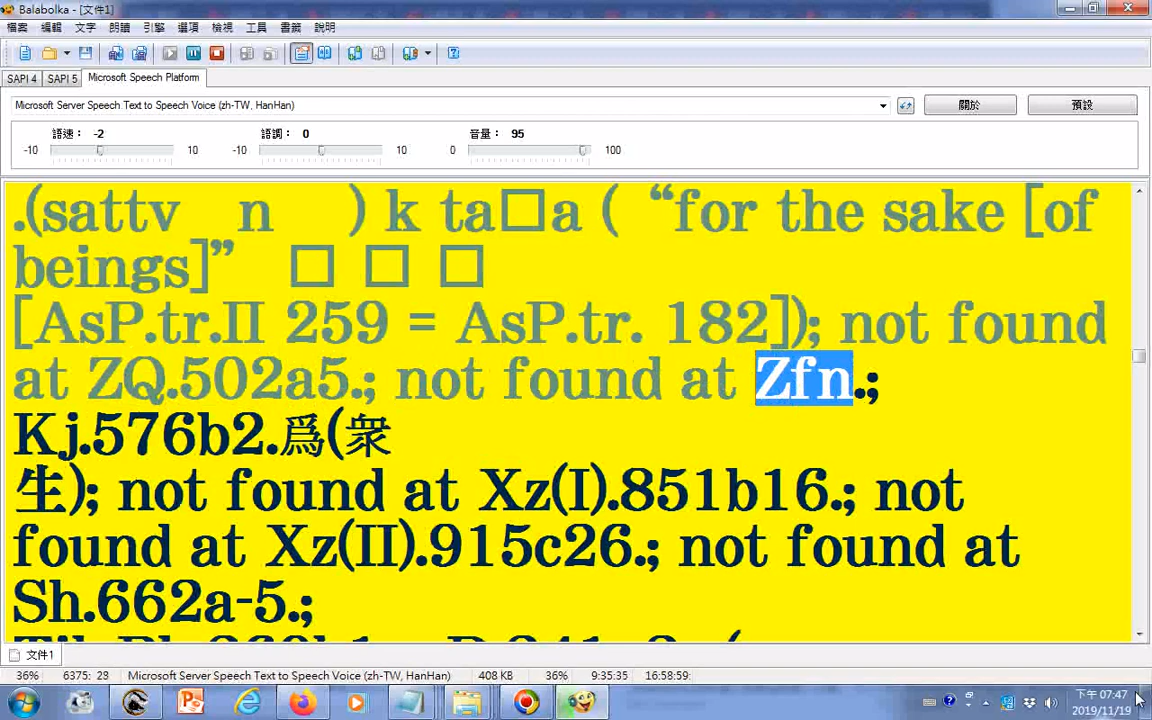 Balabolka - [文件1]
檔案 編輯 文字 朗讀 引擎 選項 檢視 工具 書籤 說明
SAPI 4 SAPI 5 Microsoft Speech Platform
Microsoft Server Speech Text to Speech Voice (zh-TW, HanHan) 關於 預設
語速： -2 語調： 0 音量： 95
-10 10 -10 10 0 100
.(sattv n ) k ta□a ( “for the sake [of
beings]” □ □ □
[AsP.tr.II 259 = AsP.tr. 182]); not found
at ZQ.502a5.; not found at Zfn.;
Kj.576b2.爲(衆
生); not found at Xz(I).851b16.; not
found at Xz(II).915c26.; not found at
Sh.662a-5.;
文件1
36% 6375: 28 Microsoft Server Speech Text to Speech Voice (zh-TW, HanHan) 408 KB 36% 9:35:35 16:58:59:
下午 07:47
2019/11/19